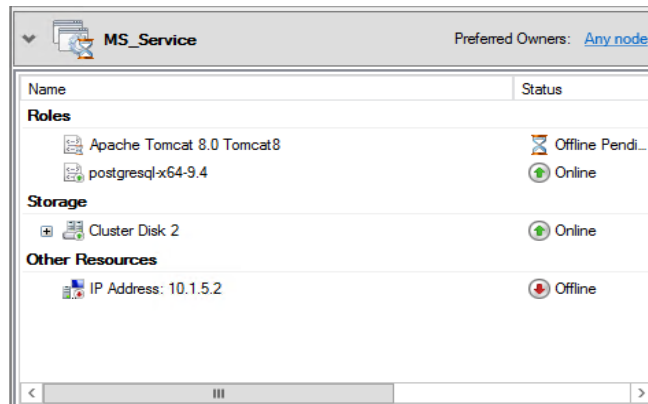 MS_Service Preferred Owners: Any node
Name Status
Roles
Apache Tomcat 8.0 Tomcat8 Offline Pendi...
postgresql-x64-9.4 Online
Storage
Cluster Disk 2 Online
Other Resources
IP Address: 10.1.5.2 Offline